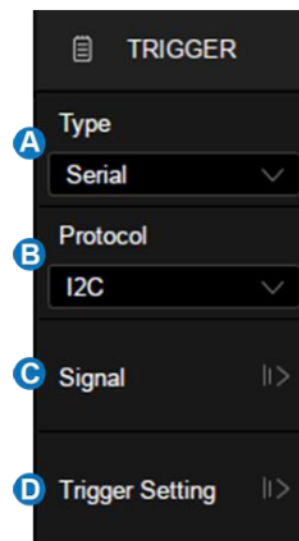 TRIGGER
Type
A
Serial
Protocol
B
I2C
C Signal
D Trigger Setting